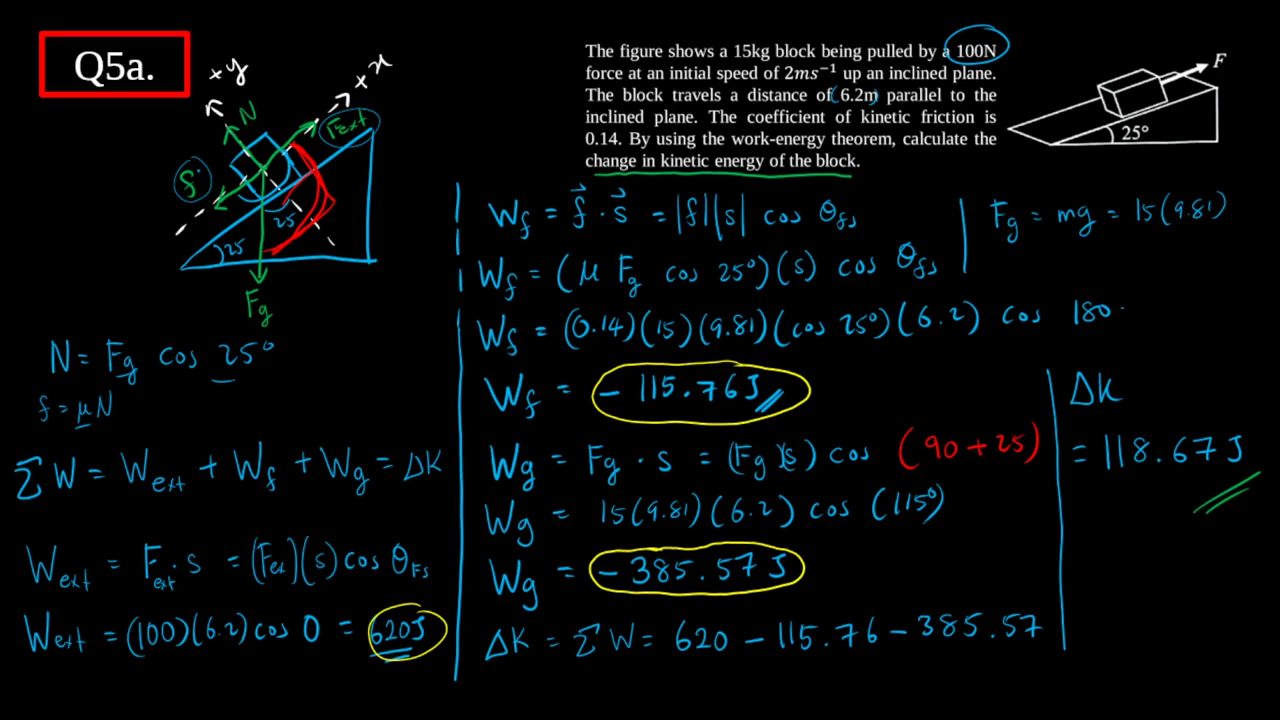 Q5a.
The figure shows a 15kg block being pulled by a 100N
force at an initial speed of 2ms⁻¹ up an inclined plane.
The block travels a distance of 6.2m parallel to the
inclined plane. The coefficient of kinetic friction is
0.14. By using the work-energy theorem, calculate the
change in kinetic energy of the block.
F
25°
+y
+x
N
Fext
f
25
25
Fg
N = Fg cos 25°
f = μN
ΣW = Wext + Wf + Wg = ΔK
Wext = Fext · s = (Fex)(s) cos θFs
Wext = (100)(6.2) cos 0 = 620J
Wf = f⃗ · s⃗ = |f||s| cos θfs
Wf = (μ Fg cos 25°)(s) cos θfs
Wf = (0.14)(15)(9.81)(cos 25°)(6.2) cos 180
Wf = -115.76J
Wg = Fg · s = (Fg)(s) cos (90+25)
Wg = 15(9.81)(6.2) cos (115°)
Wg = -385.57J
ΔK = ΣW = 620 - 115.76 - 385.57
Fg = mg = 15(9.81)
ΔK
= 118.67J